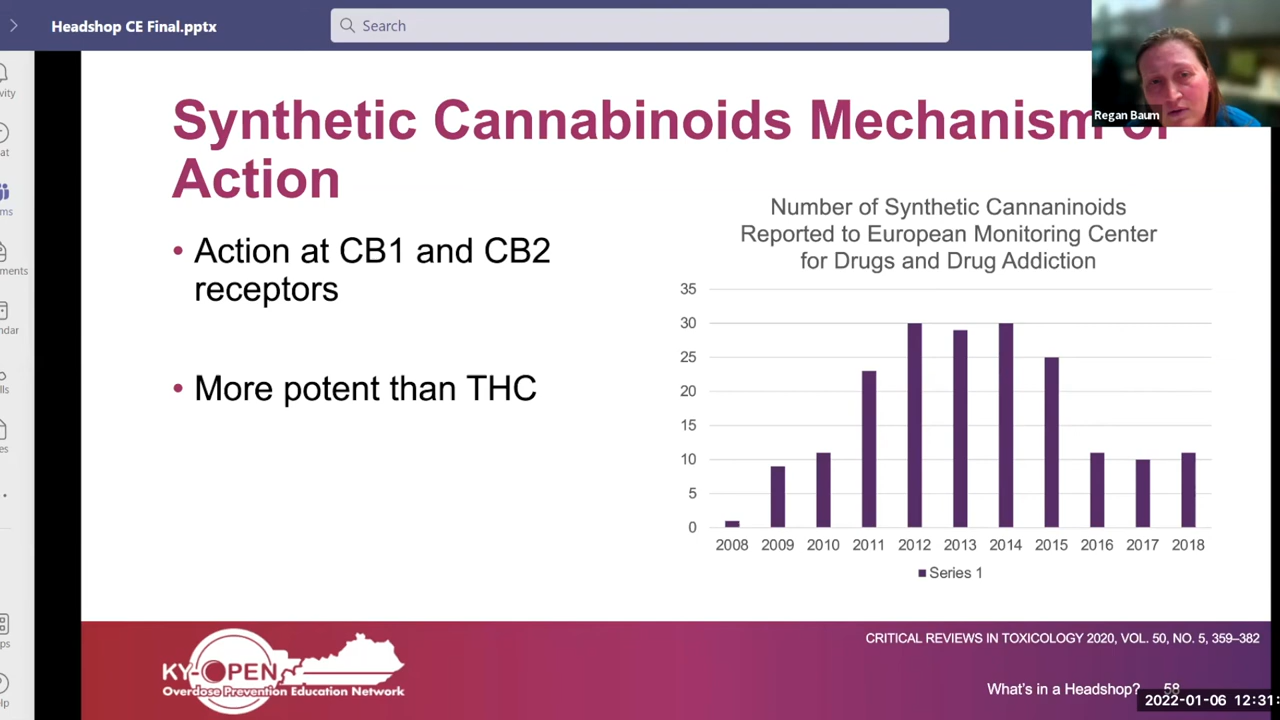 Headshop CE Final.pptx
Search
Regan Baum
Synthetic Cannabinoids Mechanism of
Action
• Action at CB1 and CB2
receptors
• More potent than THC
Number of Synthetic Cannaninoids
Reported to European Monitoring Center
for Drugs and Drug Addiction
35
30
25
20
15
10
5
0
2008 2009 2010 2011 2012 2013 2014 2015 2016 2017 2018
Series 1
KY-OPEN
Overdose Prevention Education Network
CRITICAL REVIEWS IN TOXICOLOGY 2020, VOL. 50, NO. 5, 359–382
What's in a Headshop? 58
2022-01-06 12:31: